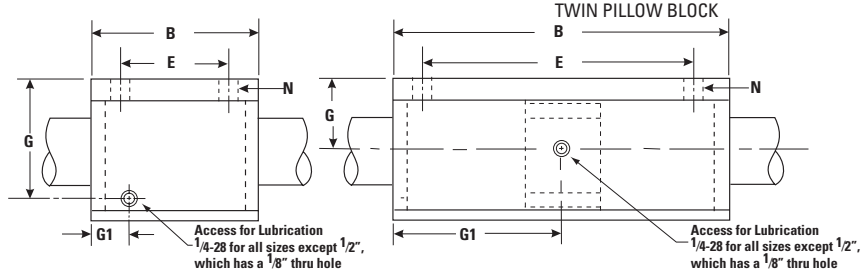 TWIN PILLOW BLOCK
B
E
N
G
G1
Access for Lubrication
1/4-28 for all sizes except 1/2",
which has a 1/8" thru hole
B
E
N
G
G1
Access for Lubrication
1/4-28 for all sizes except 1/2",
which has a 1/8" thru hole